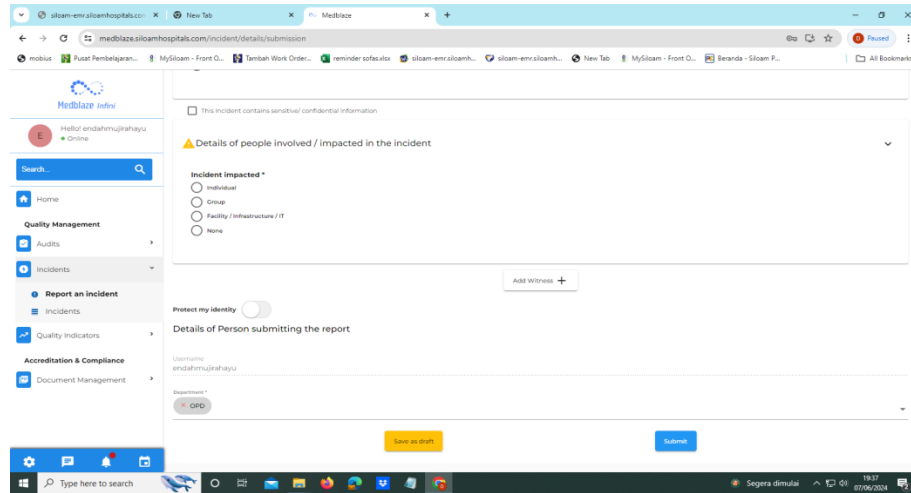 siloam-emr.siloamhospitals.con
New Tab
Medblaze
medblaze.siloamhospitals.com/incident/details/submission
Paused
mobius
Pusat Pembelajaran...
MySiloam - Front O...
Tambah Work Order...
reminder sofas.xlsx
siloam-emr.siloamh...
siloam-emr.siloamh...
New Tab
MySiloam - Front O...
Beranda - Siloam P...
All Bookmarks
Medblaze Infini
E
Hello! endahmujirahayu
Online
Search...
Home
Quality Management
Audits
Incidents
Report an incident
Incidents
Quality Indicators
Accreditation & Compliance
Document Management
This incident contains sensitive/ confidential information
Details of people involved / impacted in the incident
Incident impacted *
Individual
Group
Facility / Infrastructure / IT
None
Add Witness +
Protect my identity
Details of Person submitting the report
Username
endahmujirahayu
Department *
× OPD
Save as draft
Submit
Type here to search
Segera dimulai
19:37
07/06/2024